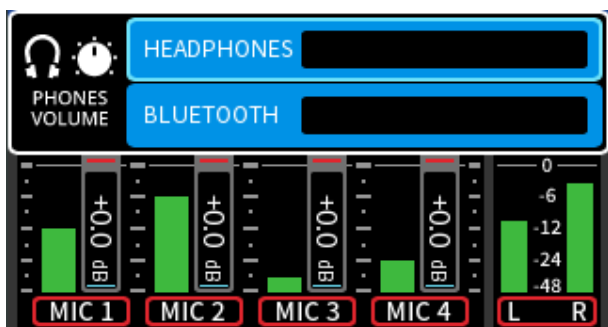 HEADPHONES
PHONES
VOLUME
BLUETOOTH
+0.0 dB
+0.0 dB
+0.0 dB
+0.0 dB
0
-6
-12
-24
-48
MIC 1
MIC 2
MIC 3
MIC 4
L R